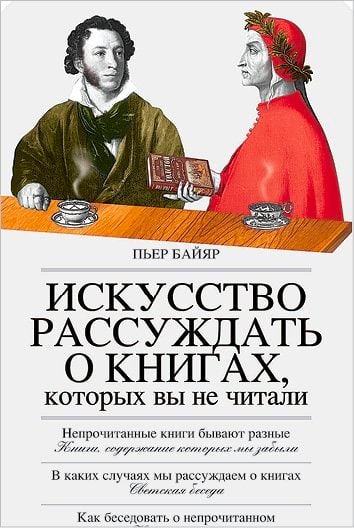 ПЬЕР БАЙЯР
ИСКУССТВО
РАССУЖДАТЬ
О КНИГАХ,
которых вы не читали
Непрочитанные книги бывают разные
Книги, содержание которых мы забыли
В каких случаях мы рассуждаем о книгах
Светская беседа
Как беседовать о непрочитанном